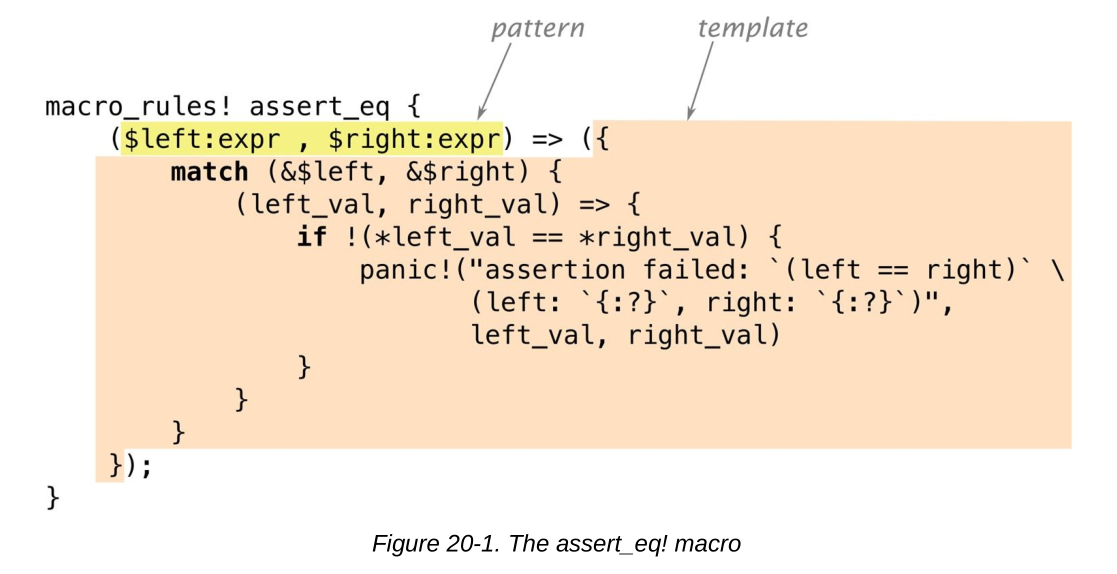 pattern template
macro_rules! assert_eq {
    ($left:expr , $right:expr) => ({
        match (&$left, &$right) {
            (left_val, right_val) => {
                if !(*left_val == *right_val) {
                    panic!("assertion failed: `(left == right)` \
                           (left: `{:?}`, right: `{:?}`)",
                           left_val, right_val)
                }
            }
        }
    });
}
Figure 20-1. The assert_eq! macro